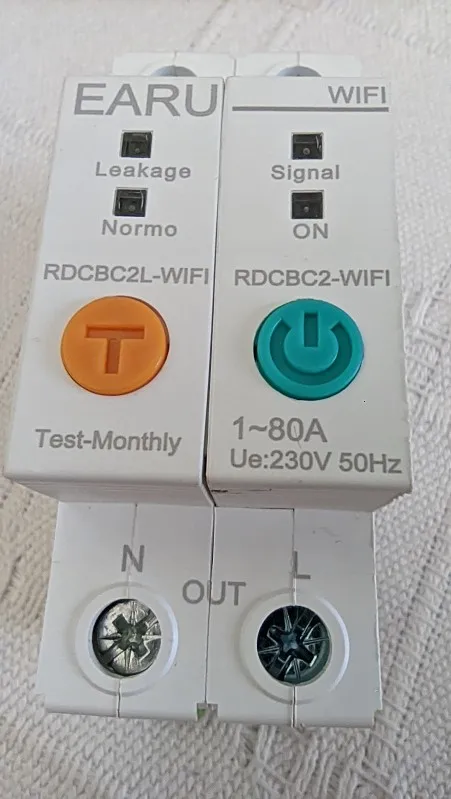 EARU
WIFI
Leakage
Signal
Normo
ON
RDCBC2L-WIFI
RDCBC2-WIFI
T
Test-Monthly
1~80A
Ue:230V 50Hz
N
L
OUT